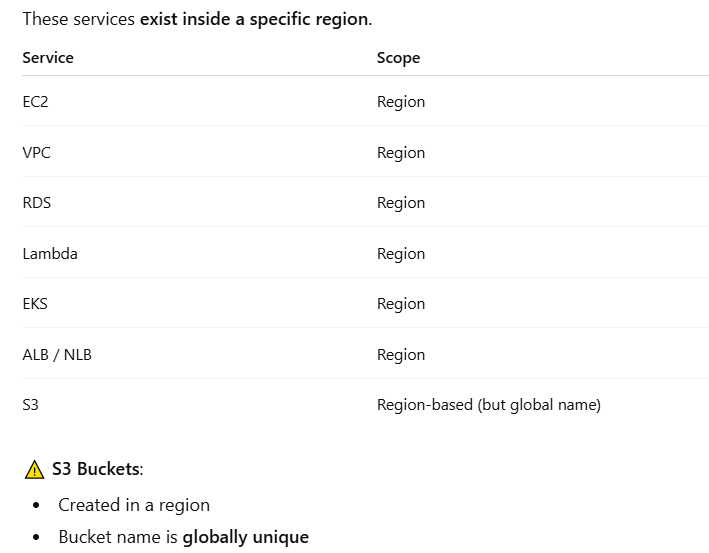 These services exist inside a specific region.
Service Scope
EC2 Region
VPC Region
RDS Region
Lambda Region
EKS Region
ALB / NLB Region
S3 Region-based (but global name)
⚠ S3 Buckets:
• Created in a region
• Bucket name is globally unique